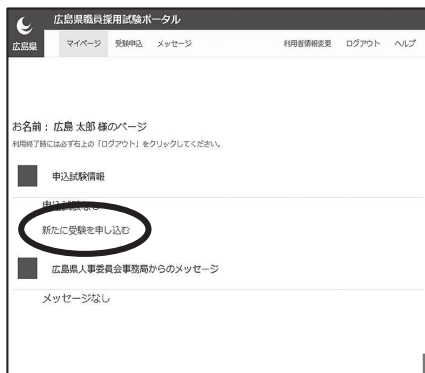 広島県職員採用試験ポータル
広島県 マイページ 受験申込 メッセージ 利用者情報変更 ログアウト ヘルプ
お名前： 広島 太郎 様のページ
利用終了時には必ず右上の「ログアウト」をクリックしてください。
申込試験情報
申込試験なし
新たに受験を申し込む
広島県人事委員会事務局からのメッセージ
メッセージなし